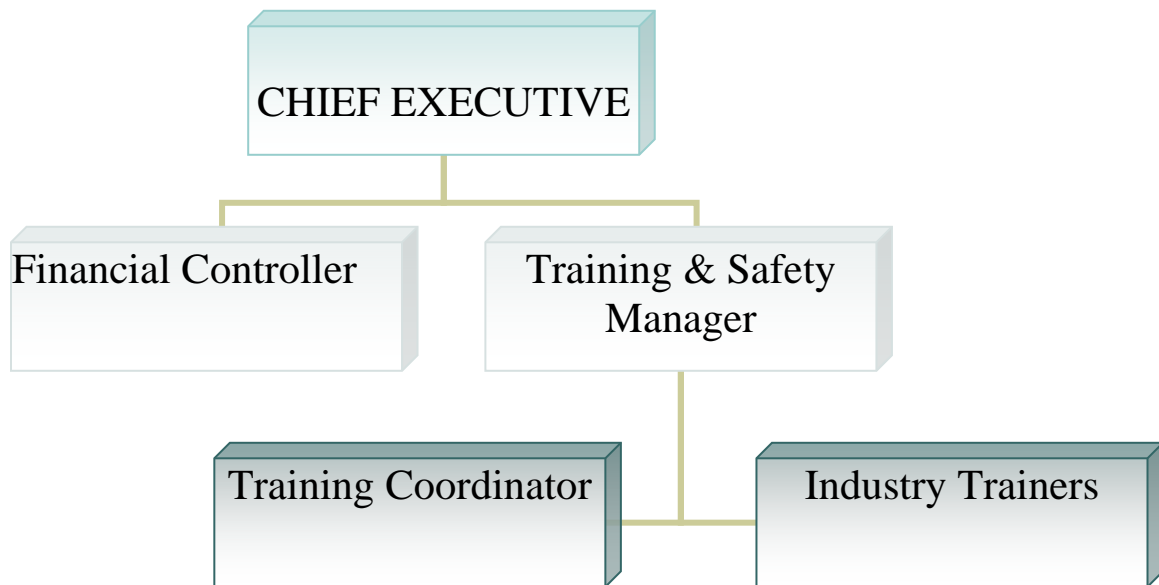 CHIEF EXECUTIVE
Financial Controller
Training & Safety
Manager
Training Coordinator
Industry Trainers